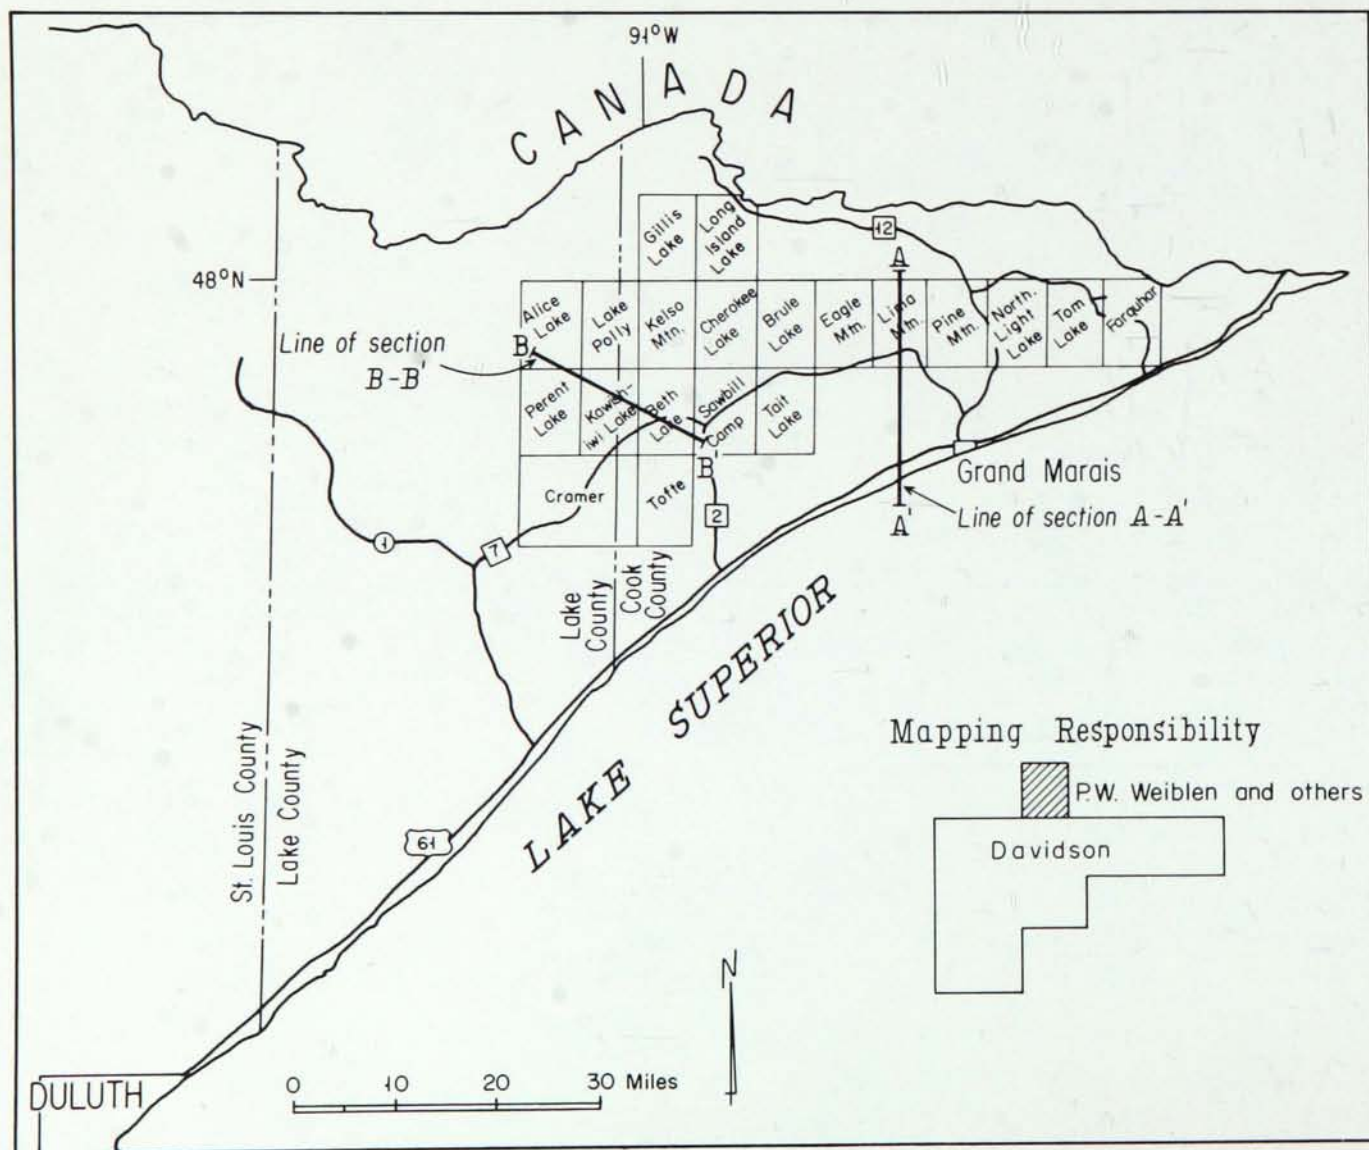 91°W
CANADA
48°N
Gillis
Lake
Long
Island
Lake
12
A
Alice
Lake
Lake
Polly
Kelso
Mtn.
Cherokee
Lake
Brule
Lake
Eagle
Mtn.
Lima
Mtn.
Pine
Mtn.
North.
Light
Lake
Tom
Lake
Farquhar
Line of section
B-B'
B
Perent
Lake
Kawish-
iwi Lake
Beth
Lake
Sawbill
Camp
Tait
Lake
B'
Grand Marais
Cramer
Tofte
2
A'
Line of section A-A'
1
7
Lake
County
Cook
County
LAKE SUPERIOR
St. Louis County
Lake County
61
Mapping Responsibility
P.W. Weiblen and others
Davidson
N
0 10 20 30 Miles
DULUTH